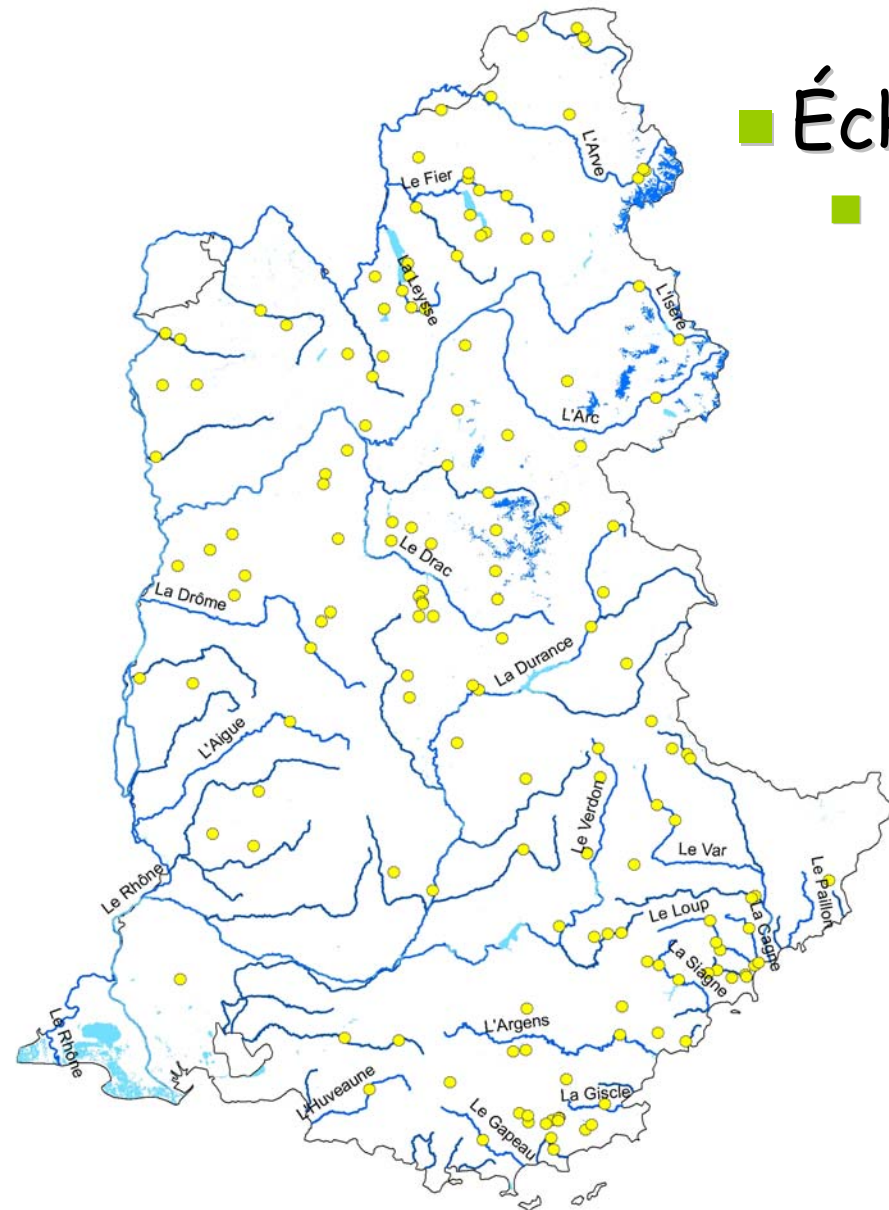 Éch
L'Arve
Le Fier
La Leysse
L'Isère
L'Arc
Le Drac
La Drôme
La Durance
L'Aigue
Le Verdon
Le Var
Le Paillon
Le Rhône
Le Loup
La Cagne
La Siagne
L'Argens
Le Rhône
L'Huveaune
La Giscle
Le Gapeau